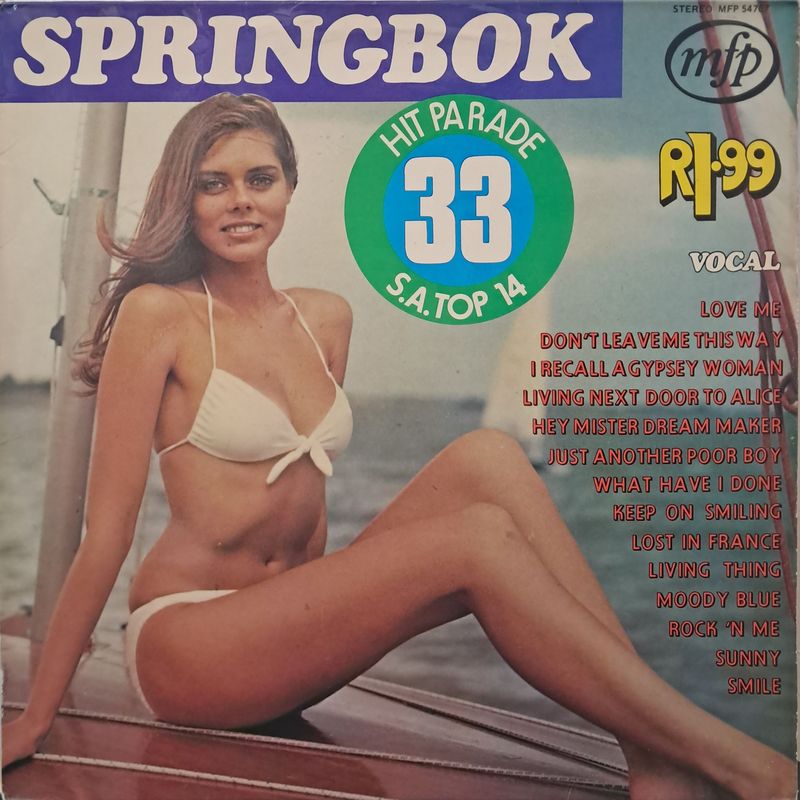 STEREO MFP
SPRINGBOK
mfp
HIT PARADE
33
S.A. TOP 14
R1·99
VOCAL
LOVE ME
DON'T LEAVE ME THIS WAY
I RECALL A GYPSEY WOMAN
LIVING NEXT DOOR TO ALICE
HEY MISTER DREAM MAKER
JUST ANOTHER POOR BOY
WHAT HAVE I DONE
KEEP ON SMILING
LOST IN FRANCE
LIVING THING
MOODY BLUE
ROCK 'N ME
SUNNY
SMILE